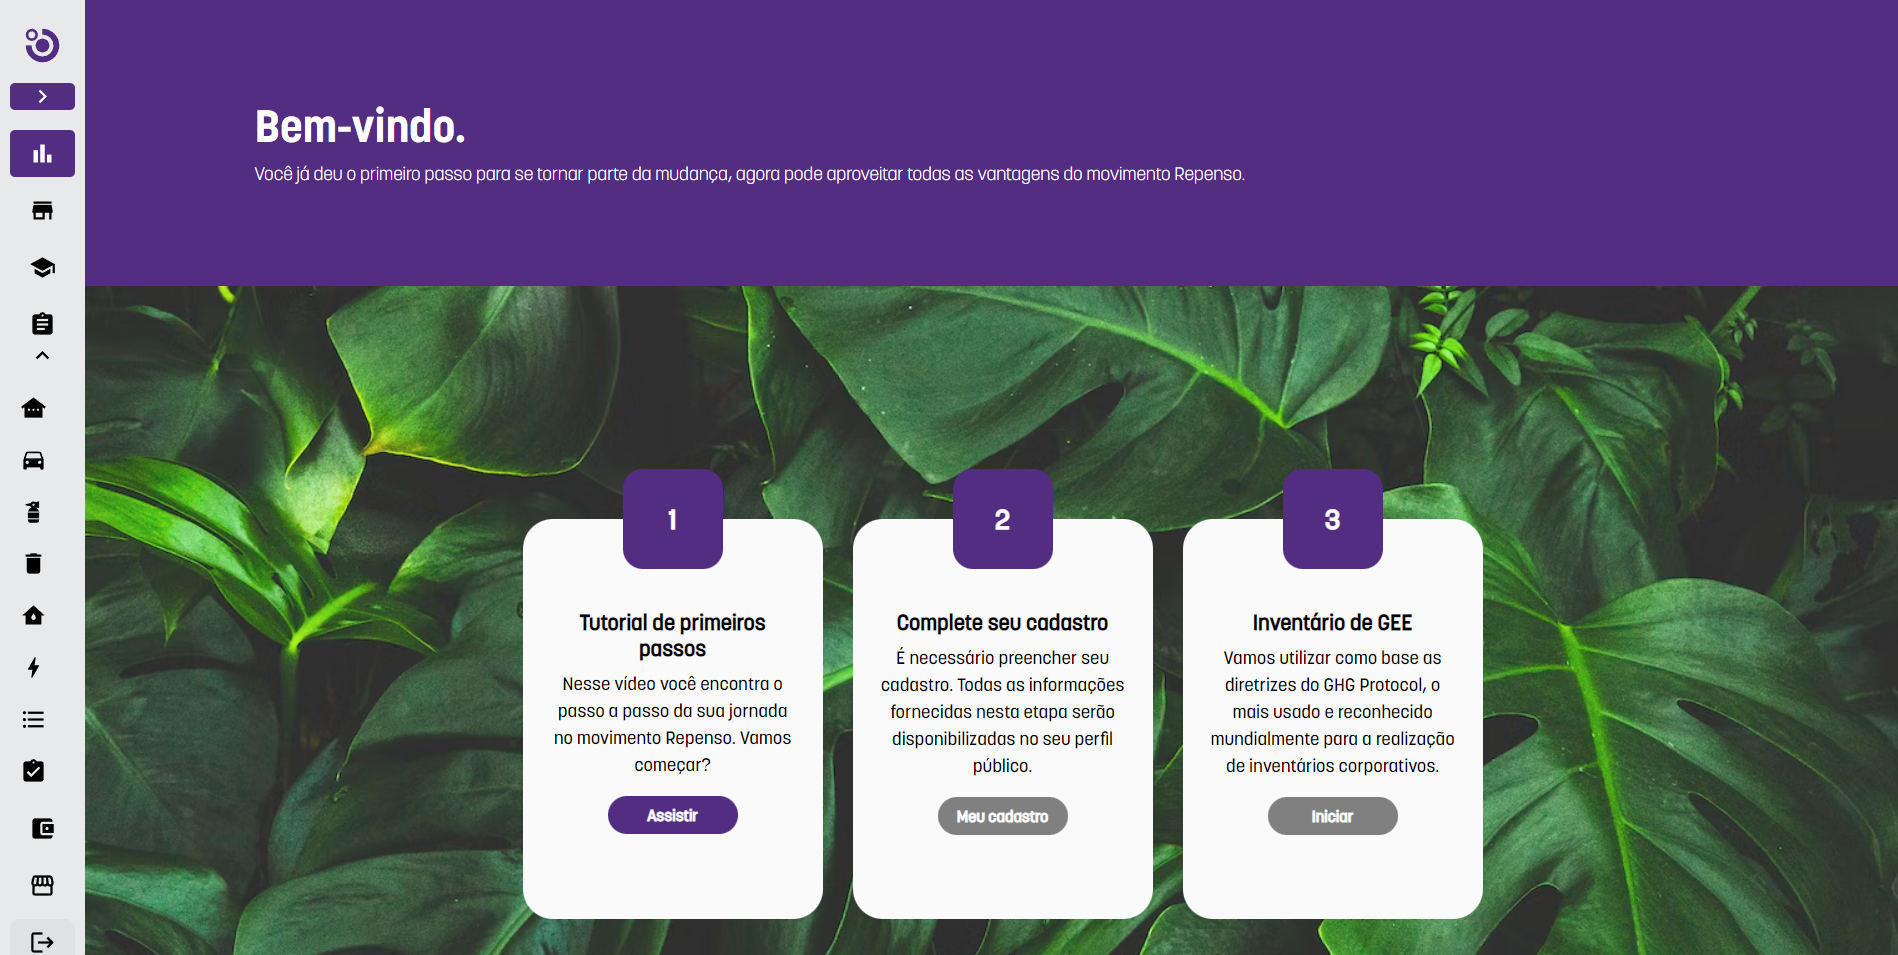 Bem-vindo.
Você já deu o primeiro passo para se tornar parte da mudança, agora pode aproveitar todas as vantagens do movimento Repenso.
1
Tutorial de primeiros
passos
Nesse vídeo você encontra o
passo a passo da sua jornada
no movimento Repenso. Vamos
começar?
Assistir
2
Complete seu cadastro
É necessário preencher seu
cadastro. Todas as informações
fornecidas nesta etapa serão
disponibilizadas no seu perfil
público.
Meu cadastro
3
Inventário de GEE
Vamos utilizar como base as
diretrizes do GHG Protocol, o
mais usado e reconhecido
mundialmente para a realização
de inventários corporativos.
Iniciar